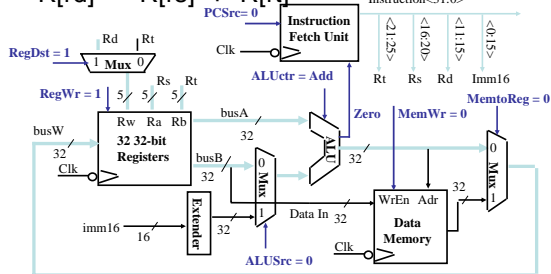 R[rd] R[rs] + R[rt]
Instruction<31:0>
PCSrc= 0
Instruction
Fetch Unit
Clk
<21:25>
<16:20>
<11:15>
<0:15>
Rt Rs Rd Imm16
Rd Rt
RegDst = 1
1 Mux 0
ALUctr = Add
Rs Rt
RegWr = 1
5 5 5
Zero
MemWr = 0
MemtoReg = 0
busA
Rw Ra Rb
busW
32
32 32-bit
Registers
32
ALU
32
0
busB
0
32
Clk
Mux
32
Mux
WrEn Adr
1
Data In
32
Data
Memory
1
imm16
16
Extender
32
Clk
ALUSrc = 0